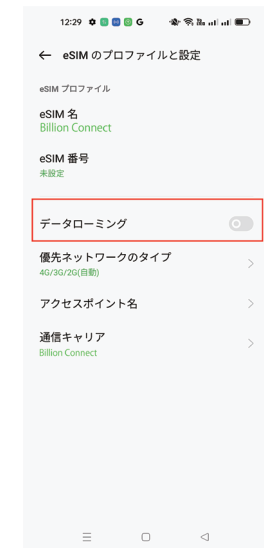 12:29
← eSIM のプロファイルと設定
eSIM プロファイル
eSIM 名
Billion Connect
eSIM 番号
未設定
データローミング
優先ネットワークのタイプ
4G/3G/2G(自動)
アクセスポイント名
通信キャリア
Billion Connect